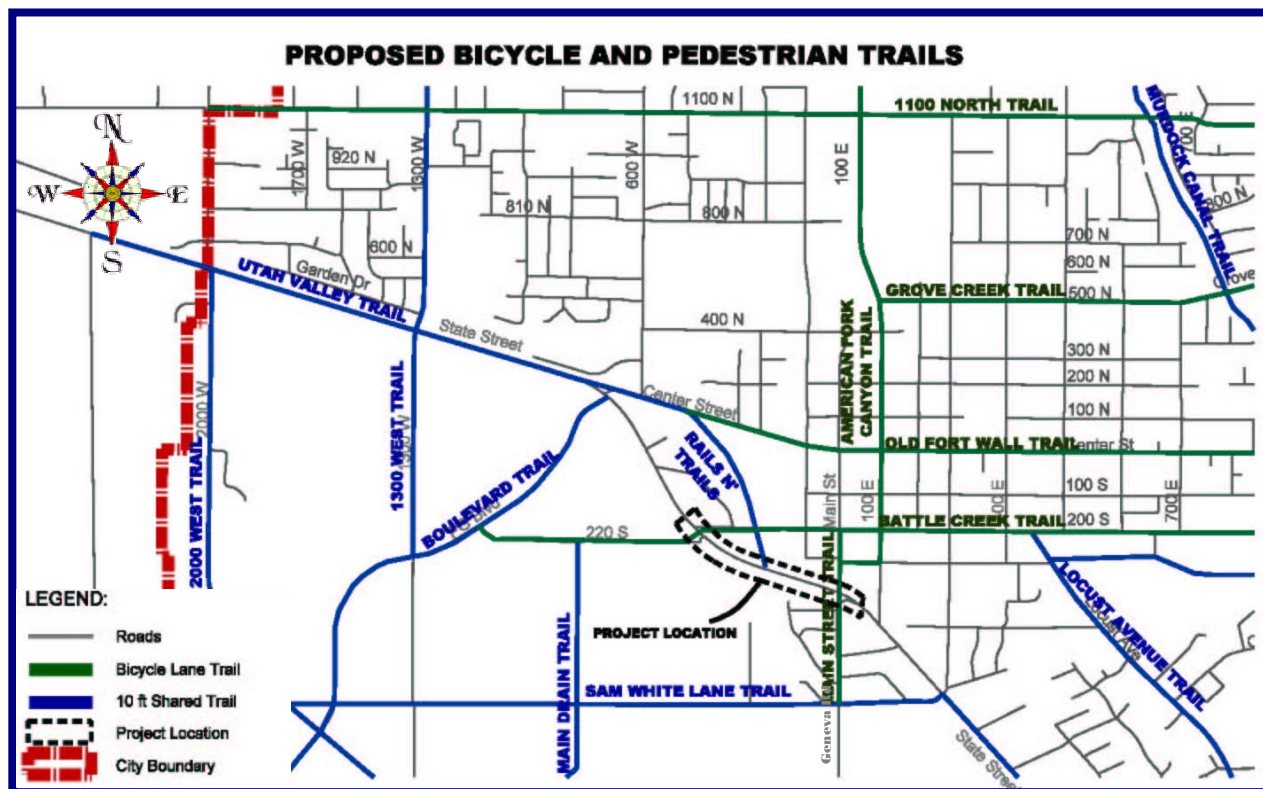 PROPOSED BICYCLE AND PEDESTRIAN TRAILS
1100 N
1100 NORTH TRAIL
MURDOCK CANAL TRAIL
700 E
N
W
E
S
1700 W
920 N
1300 W
600 W
100 E
810 N
800 N
800 N
600 N
700 N
600 N
Garden Dr
UTAH VALLEY TRAIL
GROVE CREEK TRAIL
500 N
Grove
State Street
400 N
AMERICAN FORK
CANYON TRAIL
300 N
200 N
100 N
Center Street
2000 W
2000 WEST TRAIL
1300 WEST TRAIL
1300 W
BOULEVARD TRAIL
RAILS N'
TRAILS
OLD FORT WALL TRAIL
Center St
100 S
Main St
100 E
700 E
BATTLE CREEK TRAIL
200 S
220 S
LOCUST AVENUE TRAIL
Locust Ave
PROJECT LOCATION
MAIN STREET TRAIL
MAIN DRAIN TRAIL
SAM WHITE LANE TRAIL
Geneva
State Street
LEGEND:
Roads
Bicycle Lane Trail
10 ft Shared Trail
Project Location
City Boundary